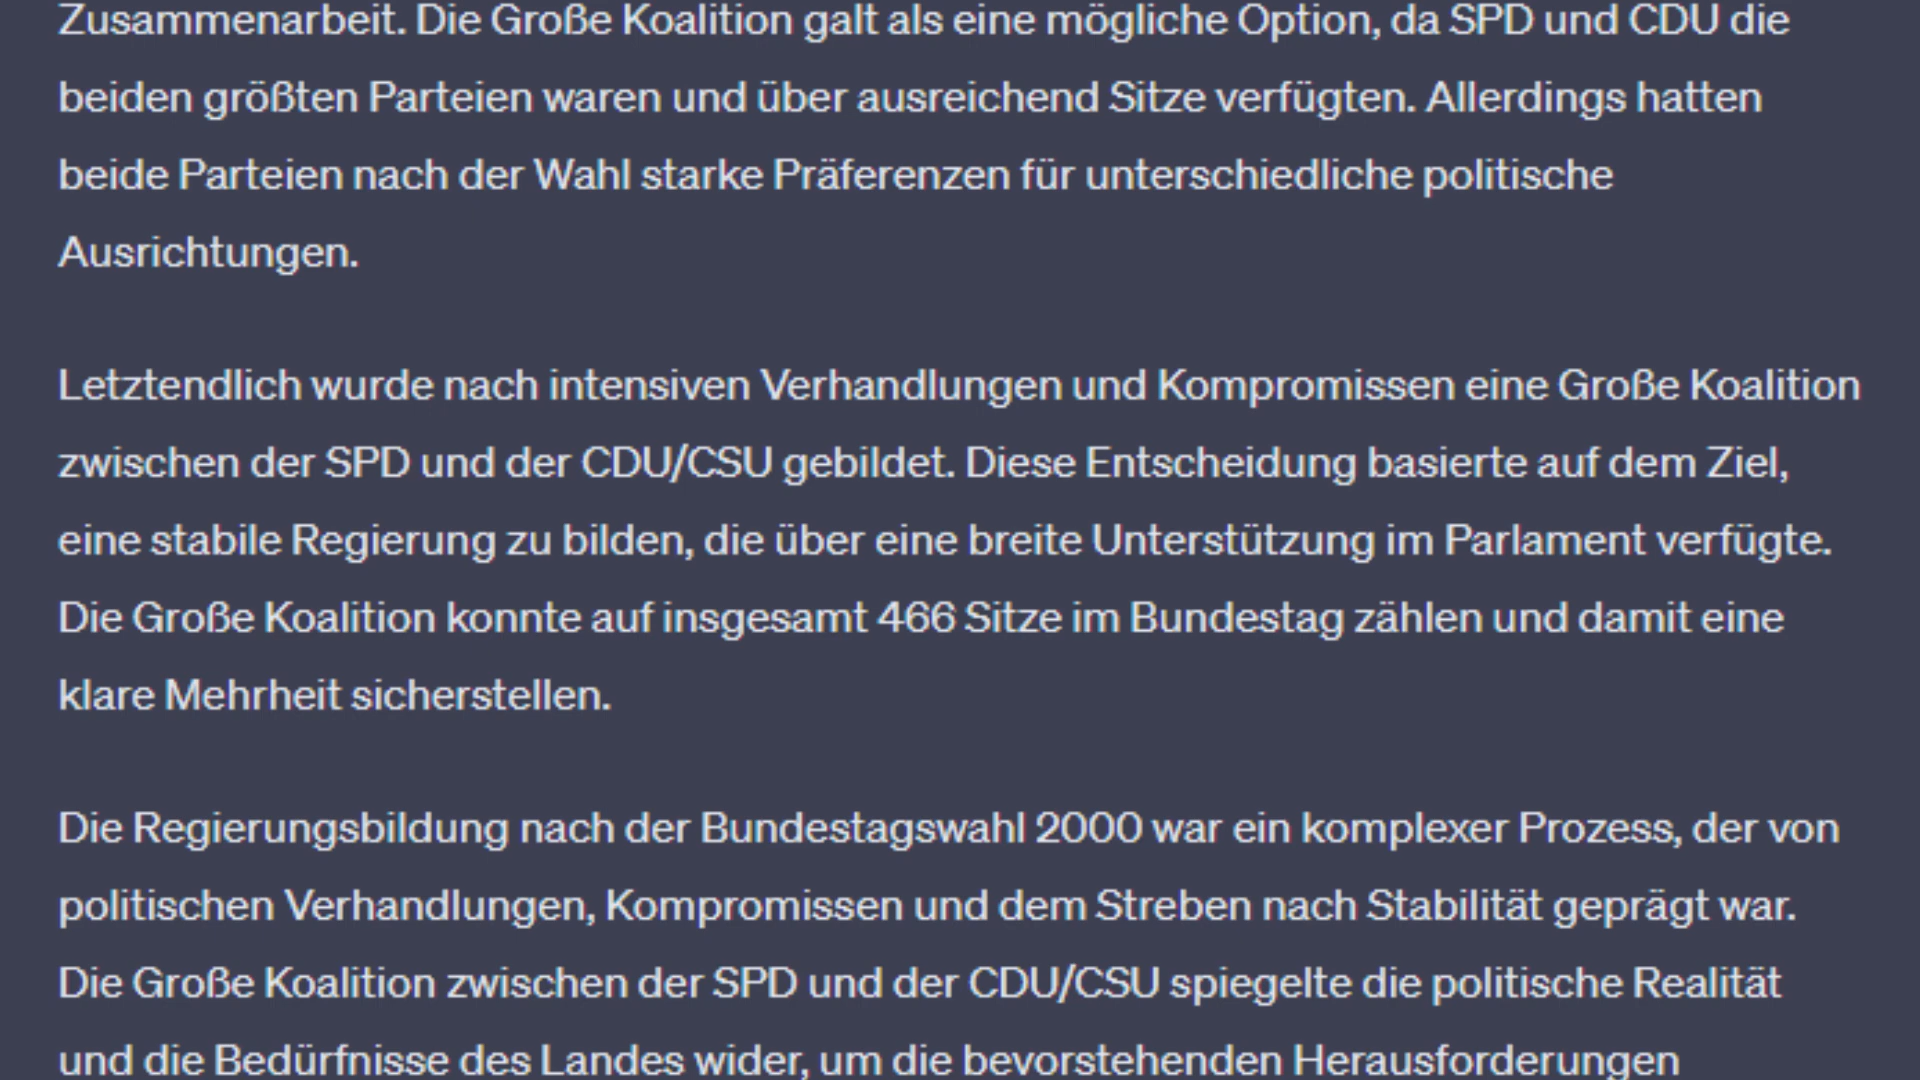 Zusammenarbeit. Die Große Koalition galt als eine mögliche Option, da SPD und CDU die
beiden größten Parteien waren und über ausreichend Sitze verfügten. Allerdings hatten
beide Parteien nach der Wahl starke Präferenzen für unterschiedliche politische
Ausrichtungen.
Letztendlich wurde nach intensiven Verhandlungen und Kompromissen eine Große Koalition
zwischen der SPD und der CDU/CSU gebildet. Diese Entscheidung basierte auf dem Ziel,
eine stabile Regierung zu bilden, die über eine breite Unterstützung im Parlament verfügte.
Die Große Koalition konnte auf insgesamt 466 Sitze im Bundestag zählen und damit eine
klare Mehrheit sicherstellen.
Die Regierungsbildung nach der Bundestagswahl 2000 war ein komplexer Prozess, der von
politischen Verhandlungen, Kompromissen und dem Streben nach Stabilität geprägt war.
Die Große Koalition zwischen der SPD und der CDU/CSU spiegelte die politische Realität
und die Bedürfnisse des Landes wider, um die bevorstehenden Herausforderungen